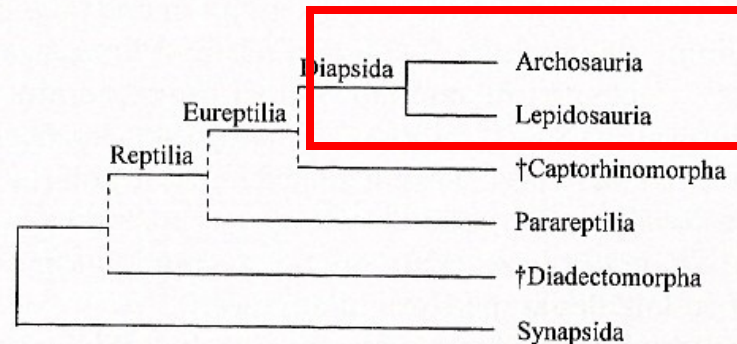 Diapsida
Archosauria
Eureptilia
Lepidosauria
Reptilia
†Captorhinomorpha
Parareptilia
†Diadectomorpha
Synapsida